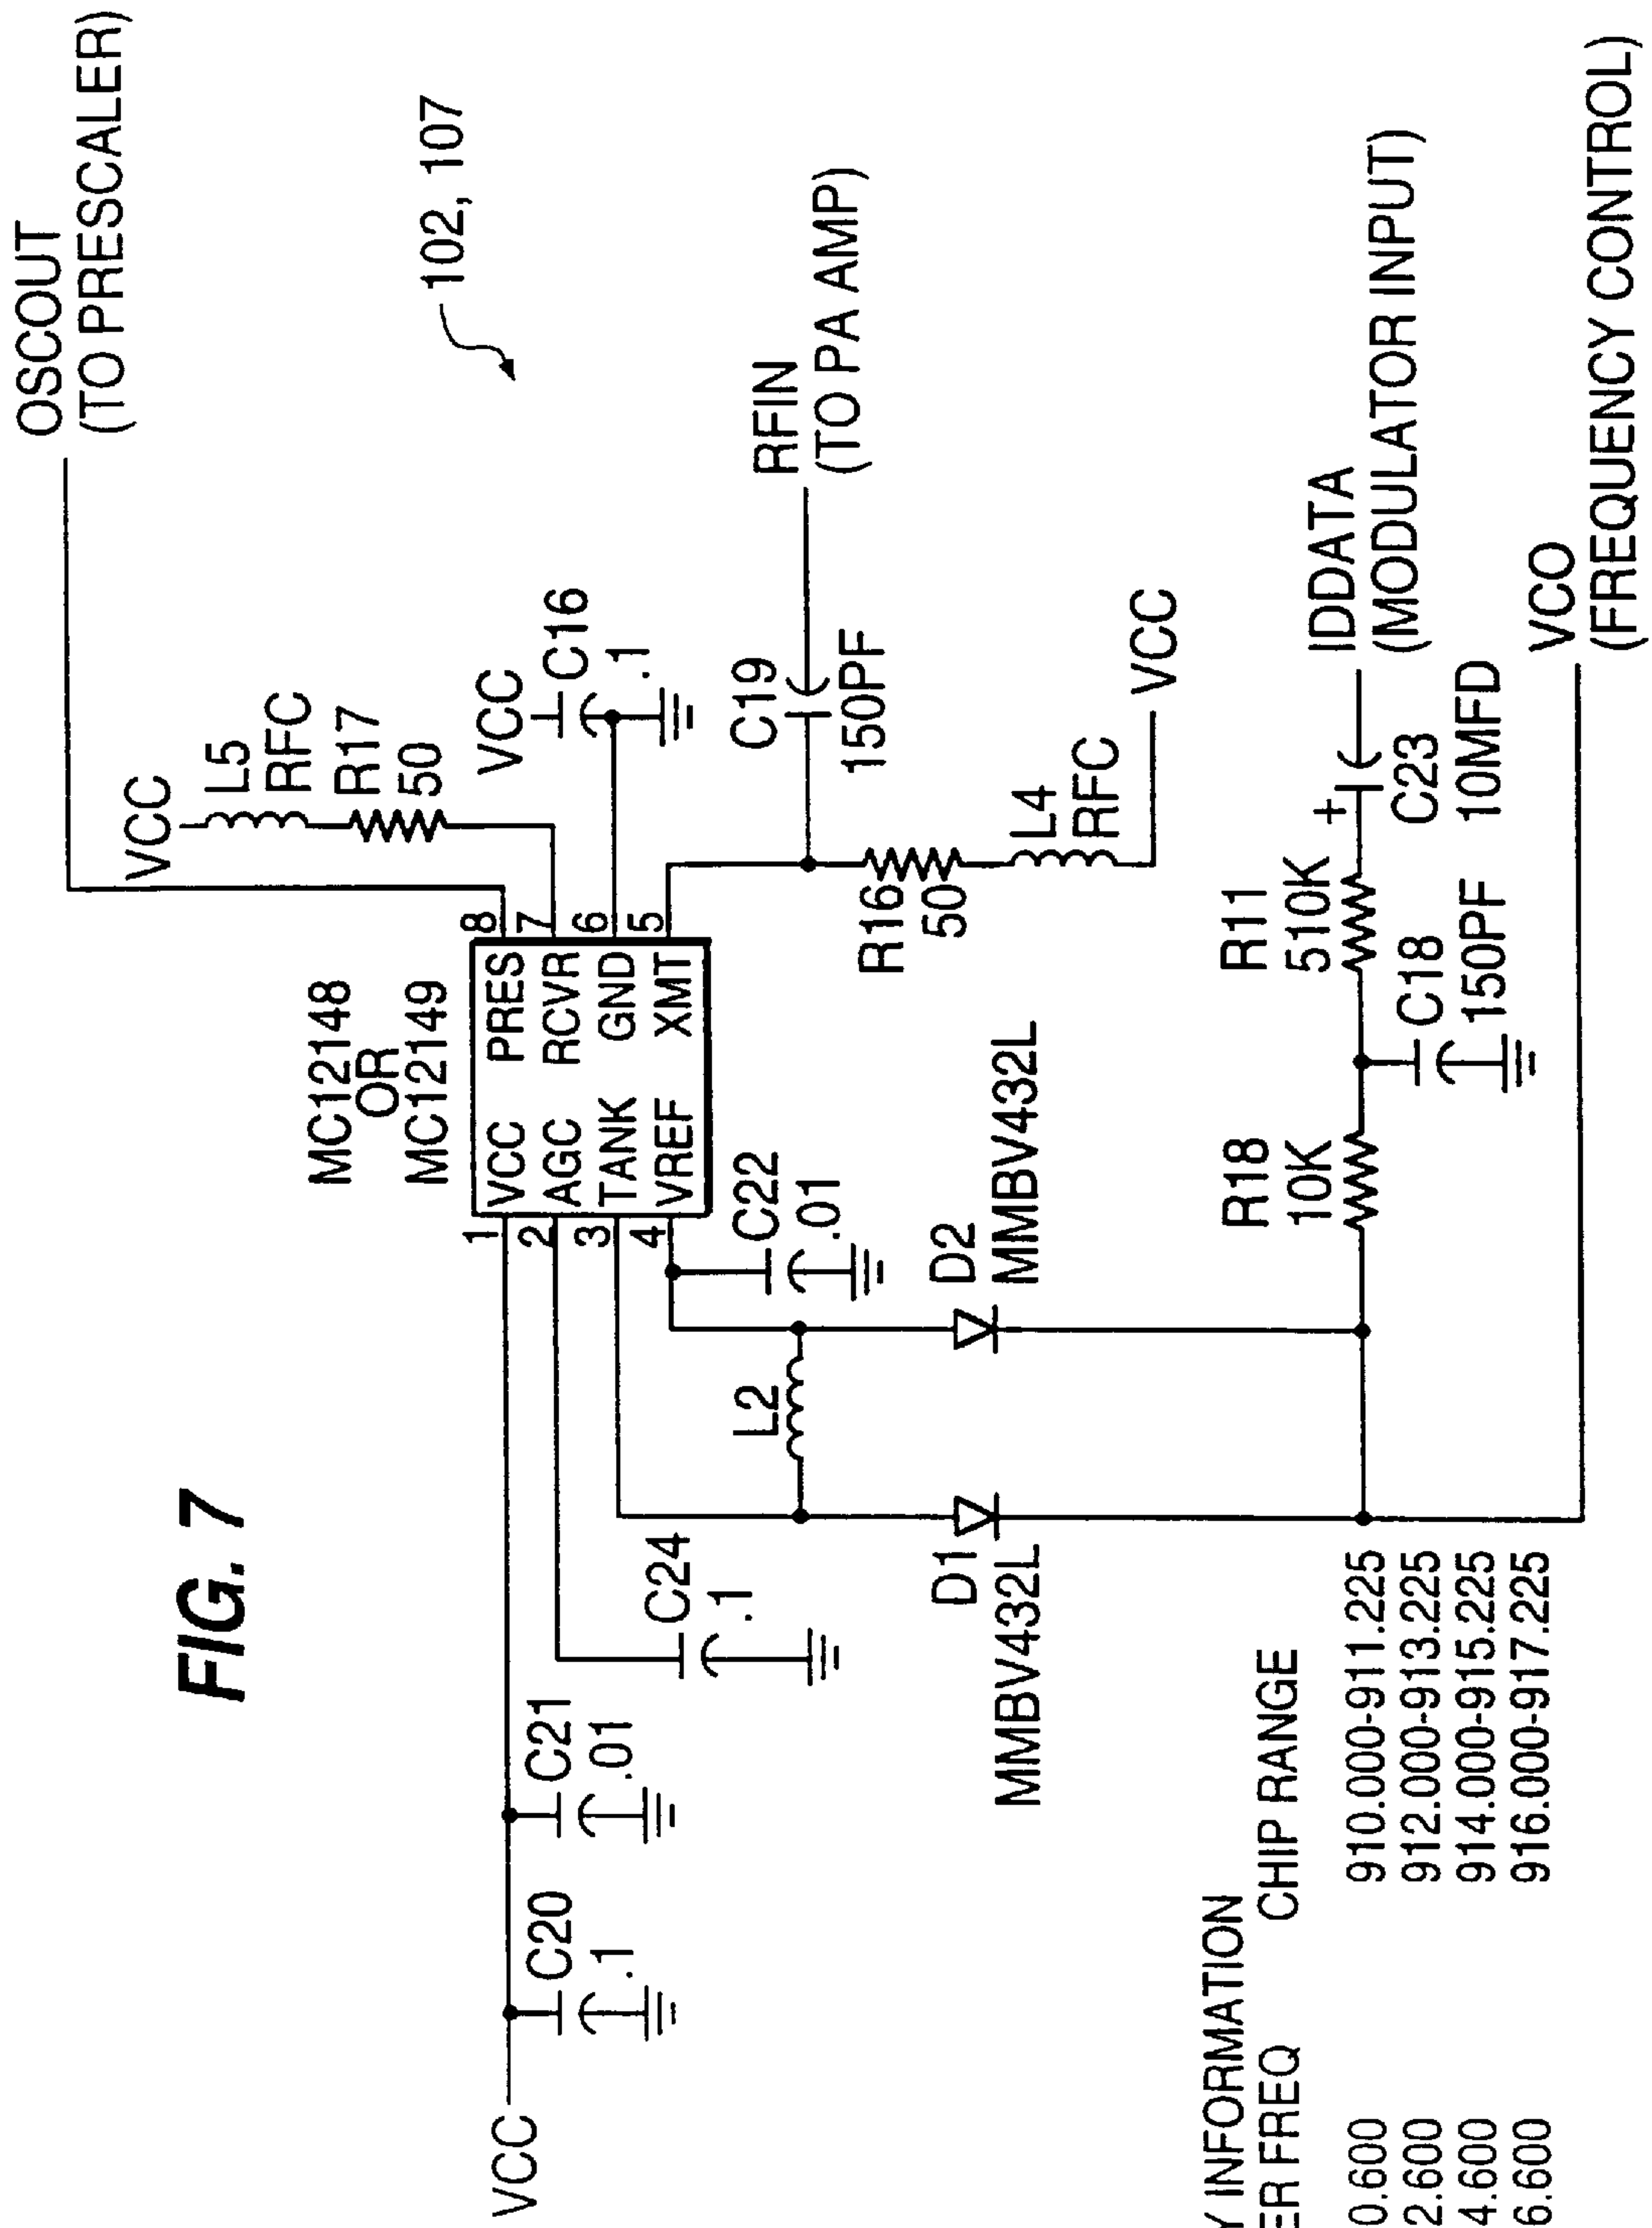 FIG. 7
OSCOUT
(TO PRESCALER)
102, 107
VCC
L5
RFC
R17
50
VCC
C16
.1
RFIN
(TO PA AMP)
C19
150PF
MC12148
OR
MC12149
1 VCC PRES 8
2 AGC RCVR 7
3 TANK GND 6
4 VREF XMT 5
R16
50
L4
RFC
VCC
VCC
C20
.1
C21
.01
C24
.1
C22
.01
L2
D1
MMBV432L
D2
MMBV432L
R18
10K
R11
510K
C18
150PF
+
C23
10MFD
IDDATA
(MODULATOR INPUT)
VCO
(FREQUENCY CONTROL)
Y INFORMATION
ER FREQ CHIP RANGE
0.600 910.000-911.225
2.600 912.000-913.225
4.600 914.000-915.225
6.600 916.000-917.225